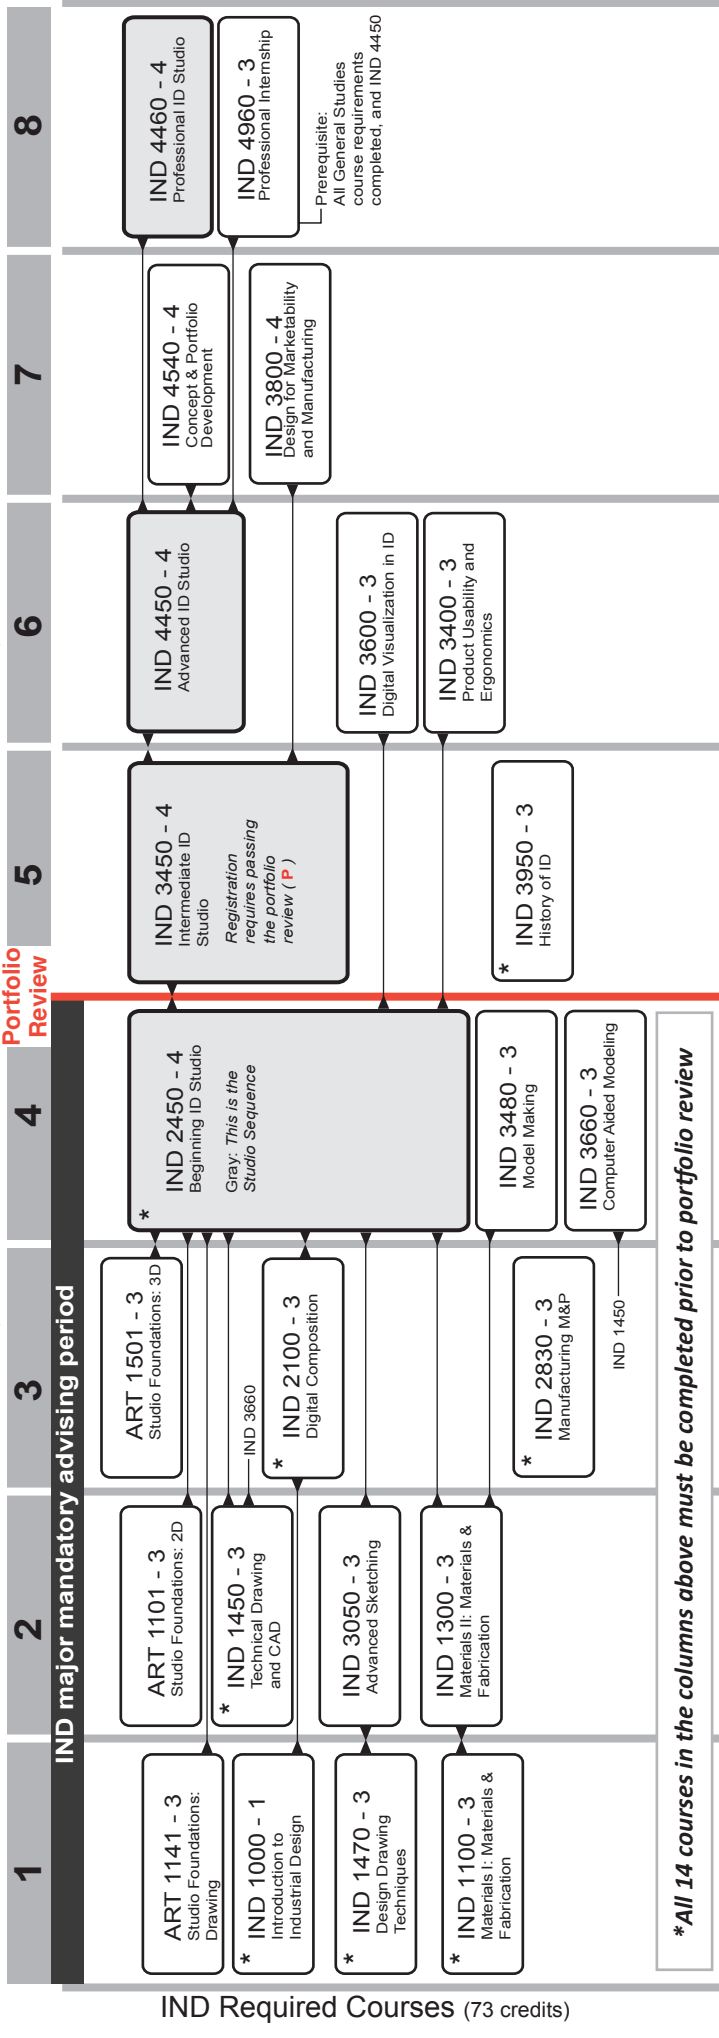 IND Required Courses (73 credits)
1
2
3
4
Portfolio
Review
5
6
7
8
IND major mandatory advising period
ART 1141 - 3
Studio Foundations:
Drawing
* IND 1000 - 1
Introduction to
Industrial Design
* IND 1470 - 3
Design Drawing
Techniques
* IND 1100 - 3
Materials I: Materials &
Fabrication
ART 1101 - 3
Studio Foundations: 2D
* IND 1450 - 3
Technical Drawing
and CAD
IND 3660
IND 3050 - 3
Advanced Sketching
IND 1300 - 3
Materials II: Materials &
Fabrication
ART 1501 - 3
Studio Foundations: 3D
* IND 2100 - 3
Digital Composition
* IND 2830 - 3
Manufacturing M&P
IND 1450
* IND 2450 - 4
Beginning ID Studio
Gray: This is the
Studio Sequence
IND 3480 - 3
Model Making
IND 3660 - 3
Computer Aided Modeling
IND 3450 - 4
Intermediate ID
Studio
Registration
requires passing
the portfolio
review ( P )
* IND 3950 - 3
History of ID
IND 4450 - 4
Advanced ID Studio
IND 3600 - 3
Digital Visualization in ID
IND 3400 - 3
Product Usability and
Ergonomics
IND 4540 - 4
Concept & Portfolio
Development
IND 3800 - 4
Design for Marketability
and Manufacturing
IND 4460 - 4
Professional ID Studio
IND 4960 - 3
Professional Internship
Prerequisite:
All General Studies
course requirements
completed, and IND 4450
*All 14 courses in the columns above must be completed prior to portfolio review